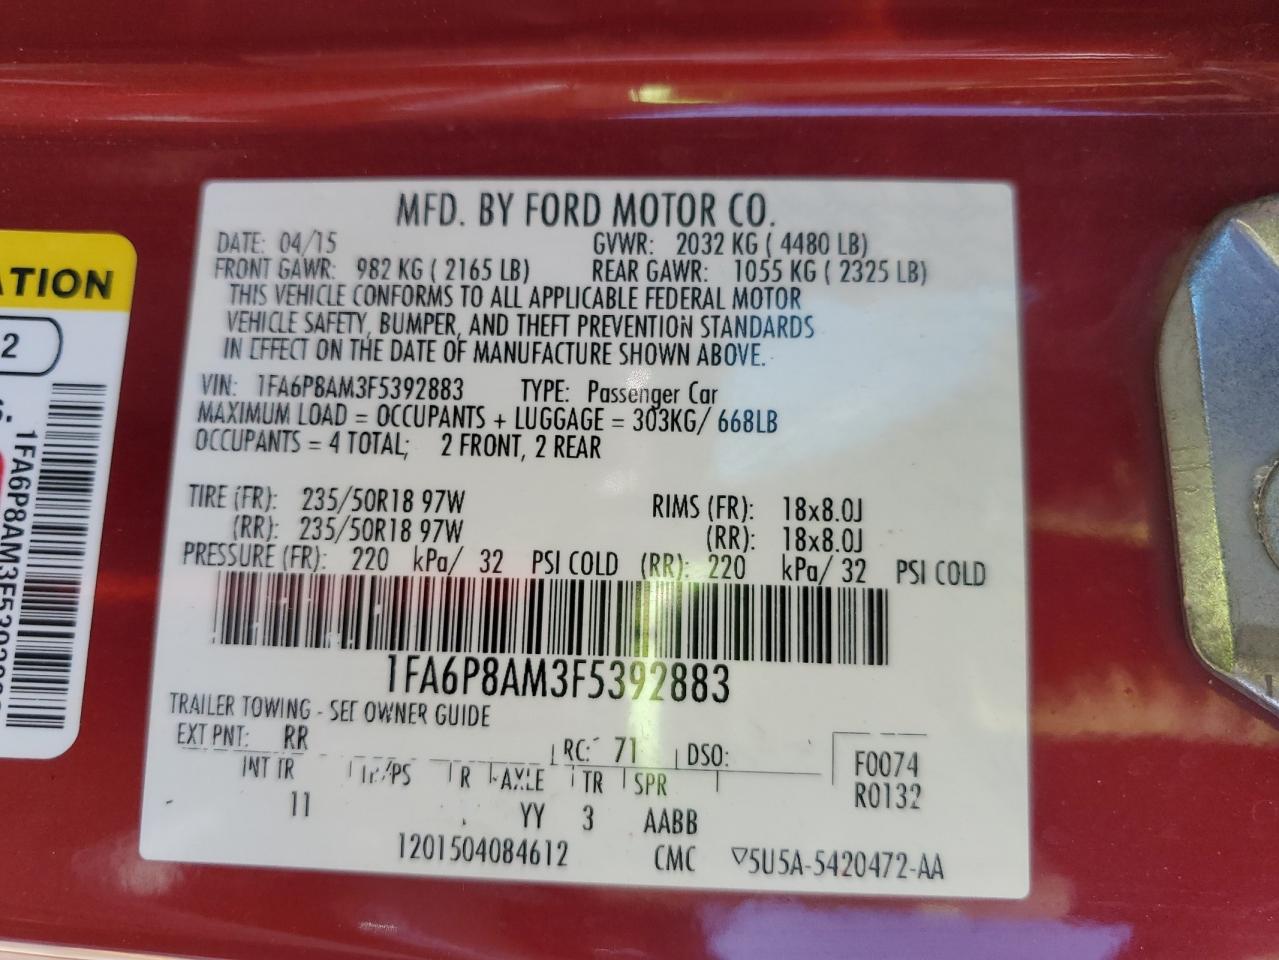 MFD. BY FORD MOTOR CO.
DATE: 04/15 GVWR: 2032 KG ( 4480 LB)
FRONT GAWR: 982 KG ( 2165 LB) REAR GAWR: 1055 KG ( 2325 LB)
THIS VEHICLE CONFORMS TO ALL APPLICABLE FEDERAL MOTOR
VEHICLE SAFETY, BUMPER, AND THEFT PREVENTION STANDARDS
IN EFFECT ON THE DATE OF MANUFACTURE SHOWN ABOVE.
VIN: 1FA6P8AM3F5392883 TYPE: Passenger Car
MAXIMUM LOAD = OCCUPANTS + LUGGAGE = 303KG/ 668LB
OCCUPANTS = 4 TOTAL; 2 FRONT, 2 REAR
TIRE (FR): 235/50R18 97W RIMS (FR): 18x8.0J
(RR): 235/50R18 97W (RR): 18x8.0J
PRESSURE (FR): 220 kPa/ 32 PSI COLD (RR): 220 kPa/ 32 PSI COLD
1FA6P8AM3F5392883
TRAILER TOWING - SEE OWNER GUIDE
EXT PNT: RR RC: 71 DSO: F0074
INT TR TP/PS R AXLE TR SPR R0132
11 YY 3 AABB
1201504084612 CMC ▽5U5A-5420472-AA
ATION
2
1FA6P8AM3F539